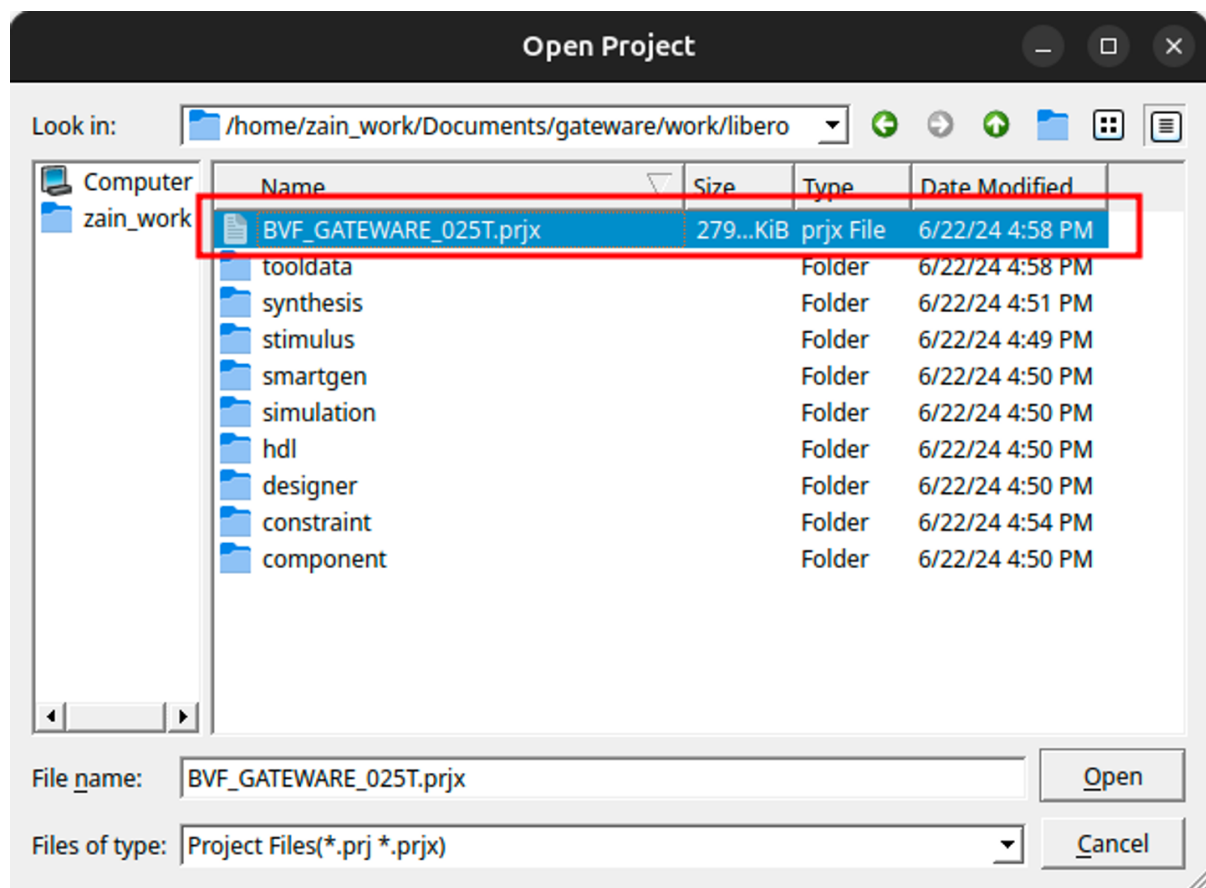 Open Project
Look in: /home/zain_work/Documents/gateware/work/libero
Computer
zain_work
Name Size Type Date Modified
BVF_GATEWARE_025T.prjx 279...KiB prjx File 6/22/24 4:58 PM
tooldata Folder 6/22/24 4:58 PM
synthesis Folder 6/22/24 4:51 PM
stimulus Folder 6/22/24 4:49 PM
smartgen Folder 6/22/24 4:50 PM
simulation Folder 6/22/24 4:50 PM
hdl Folder 6/22/24 4:50 PM
designer Folder 6/22/24 4:50 PM
constraint Folder 6/22/24 4:54 PM
component Folder 6/22/24 4:50 PM
File name: BVF_GATEWARE_025T.prjx Open
Files of type: Project Files(*.prj *.prjx) Cancel